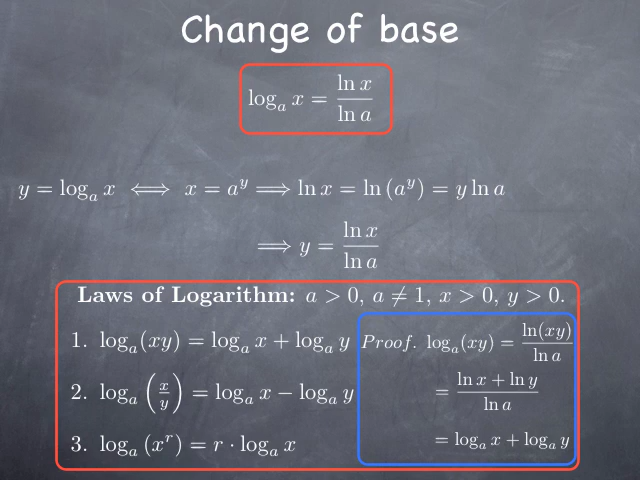 Change of base
log_a x = ln x / ln a
y = log_a x ⟺ x = a^y ⟹ ln x = ln (a^y) = y ln a
⟹ y = ln x / ln a
Laws of Logarithm: a > 0, a ≠ 1, x > 0, y > 0.
1. log_a(xy) = log_a x + log_a y
2. log_a (x/y) = log_a x − log_a y
3. log_a (x^r) = r · log_a x
Proof. log_a(xy) = ln(xy) / ln a
= (ln x + ln y) / ln a
= log_a x + log_a y